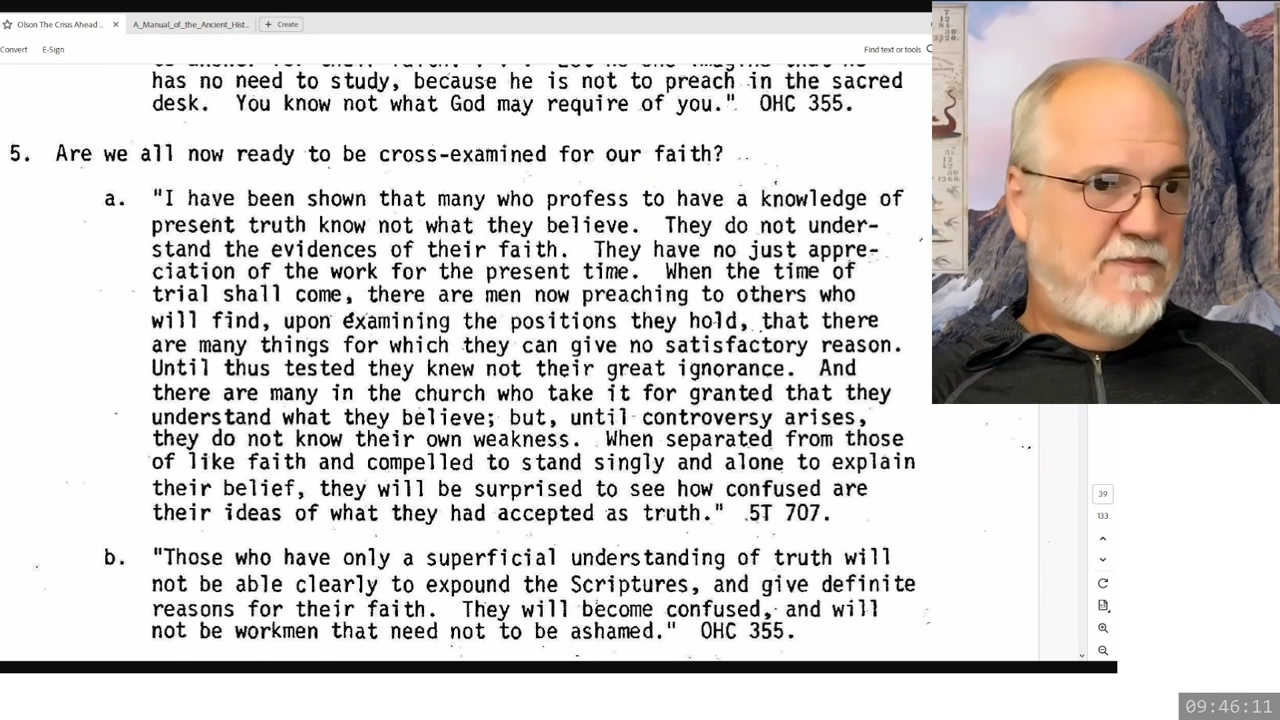 Olson The Crisis Ahead ..
A_Manual_of_the_Ancient_Hist..
Create
Convert
E-Sign
Find text or tools
has no need to study, because he is not to preach in the sacred
desk. You know not what God may require of you." OHC 355.
5. Are we all now ready to be cross-examined for our faith?
a. "I have been shown that many who profess to have a knowledge of
present truth know not what they believe. They do not under-
stand the evidences of their faith. They have no just appre-
ciation of the work for the present time. When the time of
trial shall come, there are men now preaching to others who
will find, upon examining the positions they hold, that there
are many things for which they can give no satisfactory reason.
Until thus tested they knew not their great ignorance. And
there are many in the church who take it for granted that they
understand what they believe; but, until controversy arises,
they do not know their own weakness. When separated from those
of like faith and compelled to stand singly and alone to explain
their belief, they will be surprised to see how confused are
their ideas of what they had accepted as truth." 5T 707.
b. "Those who have only a superficial understanding of truth will
not be able clearly to expound the Scriptures, and give definite
reasons for their faith. They will become confused, and will
not be workmen that need not to be ashamed." OHC 355.
39
133
09:46:11